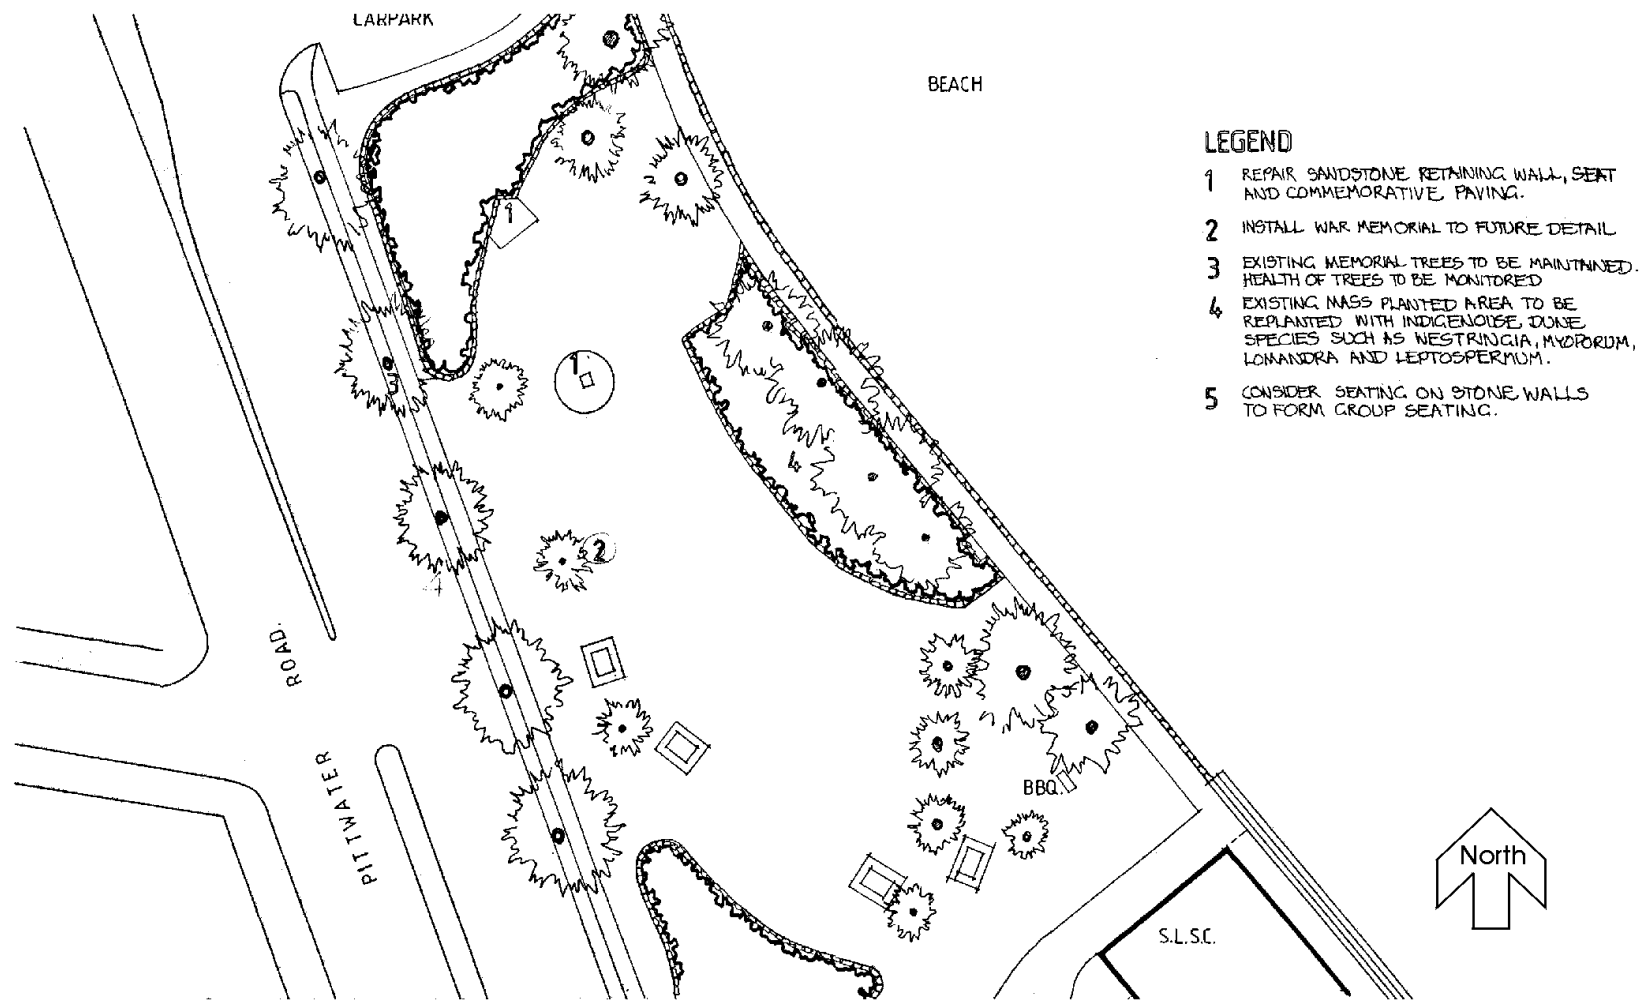 CARPARK
BEACH
LEGEND
1 REPAIR SANDSTONE RETAINING WALL, SEAT
AND COMMEMORATIVE PAVING.
2 INSTALL WAR MEMORIAL TO FUTURE DETAIL
3 EXISTING MEMORIAL TREES TO BE MAINTAINED.
HEALTH OF TREES TO BE MONITORED
4 EXISTING MASS PLANTED AREA TO BE
REPLANTED WITH INDIGENOUSE DUNE
SPECIES SUCH AS WESTRINGIA, MYOPORUM,
LOMANDRA AND LEPTOSPERMUM.
5 CONSIDER SEATING ON STONE WALLS
TO FORM GROUP SEATING.
1
1
3
4
2
4
PITTWATER ROAD.
BBQ.
S.L.S.C.
North